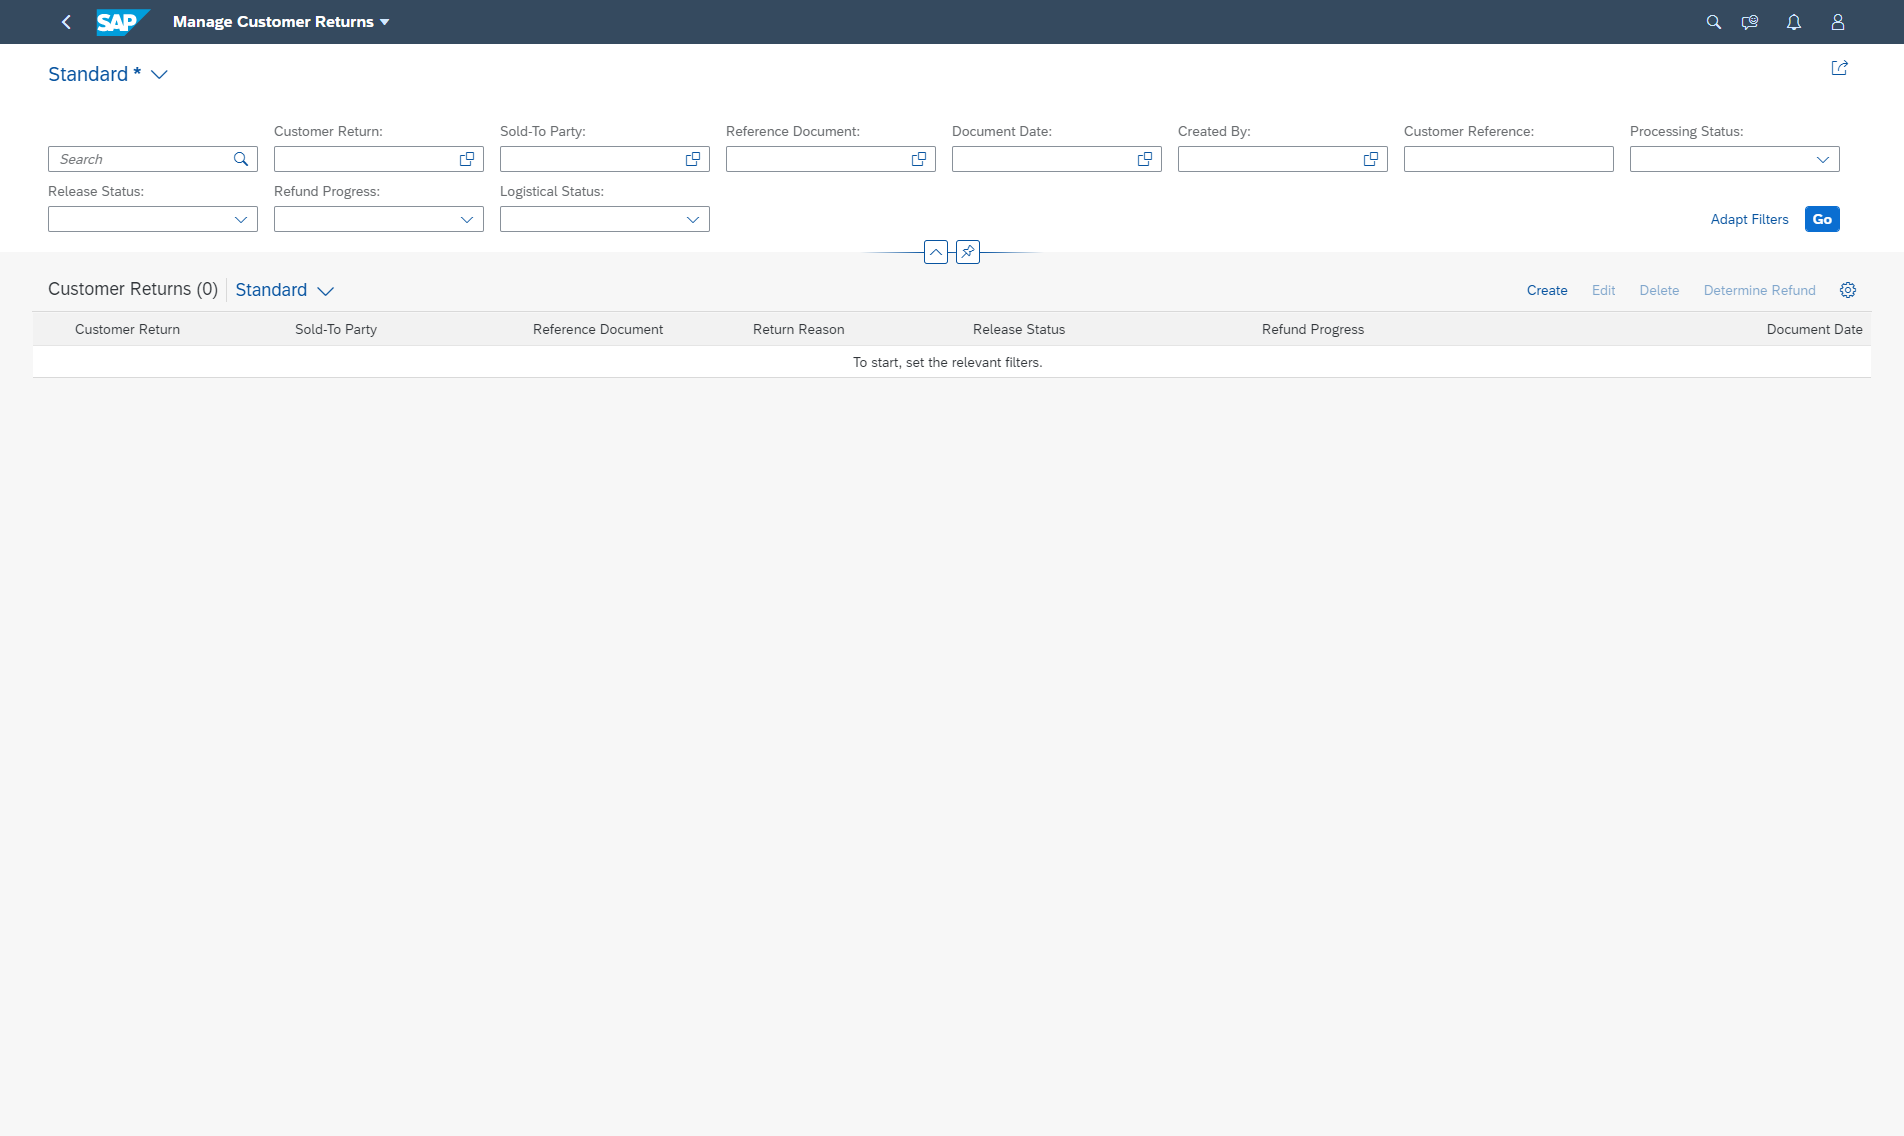 SAP Manage Customer Returns
Standard *
Customer Return: Sold-To Party: Reference Document: Document Date: Created By: Customer Reference: Processing Status:
Search
Release Status: Refund Progress: Logistical Status:
Adapt Filters Go
Customer Returns (0) Standard Create Edit Delete Determine Refund
Customer Return Sold-To Party Reference Document Return Reason Release Status Refund Progress Document Date
To start, set the relevant filters.